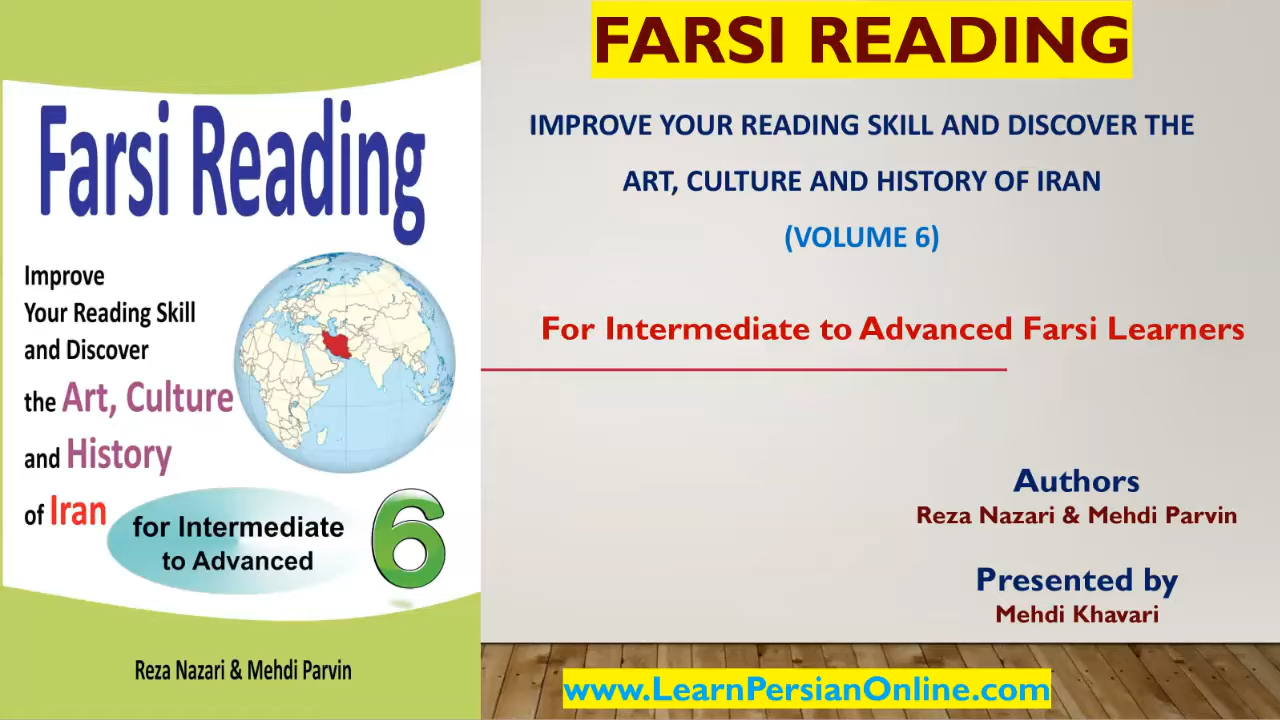 Farsi Reading
Improve
Your Reading Skill
and Discover
the Art, Culture
and History
of Iran
for Intermediate
to Advanced
6
Reza Nazari & Mehdi Parvin
FARSI READING
IMPROVE YOUR READING SKILL AND DISCOVER THE
ART, CULTURE AND HISTORY OF IRAN
(VOLUME 6)
For Intermediate to Advanced Farsi Learners
Authors
Reza Nazari & Mehdi Parvin
Presented by
Mehdi Khavari
www.LearnPersianOnline.com